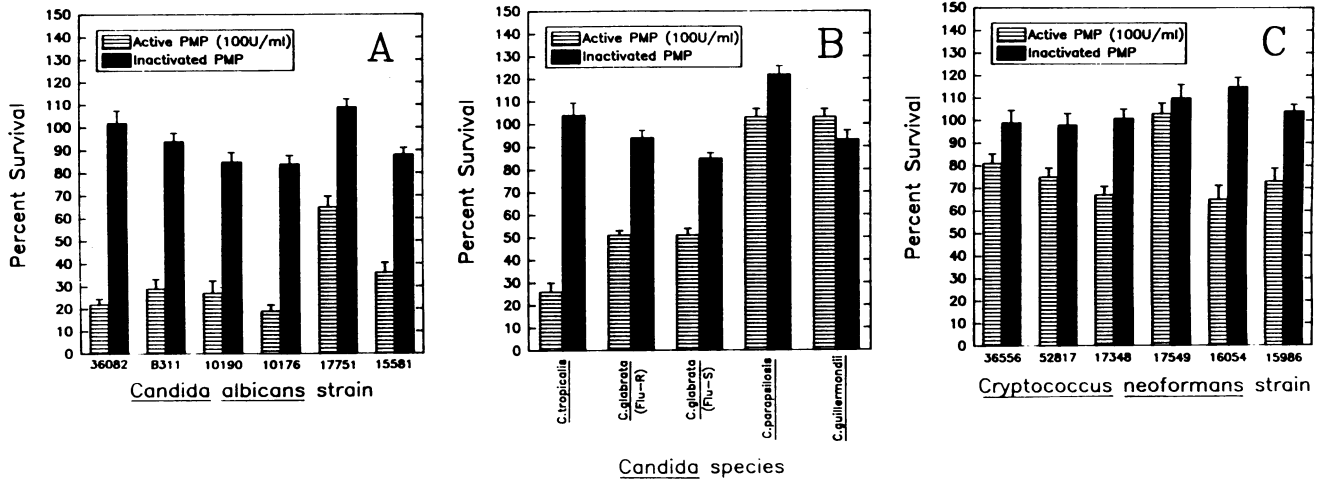 A
Active PMP (100U/ml)
Inactivated PMP
150
140
130
120
110
100
90
80
70
60
50
40
30
20
10
0
Percent Survival
36082 8311 10190 10176 17751 15581
Candida albicans strain
B
Active PMP (100U/ml)
Inactivated PMP
150
140
130
120
110
100
90
80
70
60
50
40
30
20
10
0
Percent Survival
C.tropicalis
C.glabrata
(Flu-R)
C.glabrata
(Flu-S)
C.parapsilosis
C.guillermondii
Candida species
C
Active PMP (100U/ml)
Inactivated PMP
150
140
130
120
110
100
90
80
70
60
50
40
30
20
10
0
Percent Survival
36556 52817 17348 17549 16054 15986
Cryptococcus neoformans strain